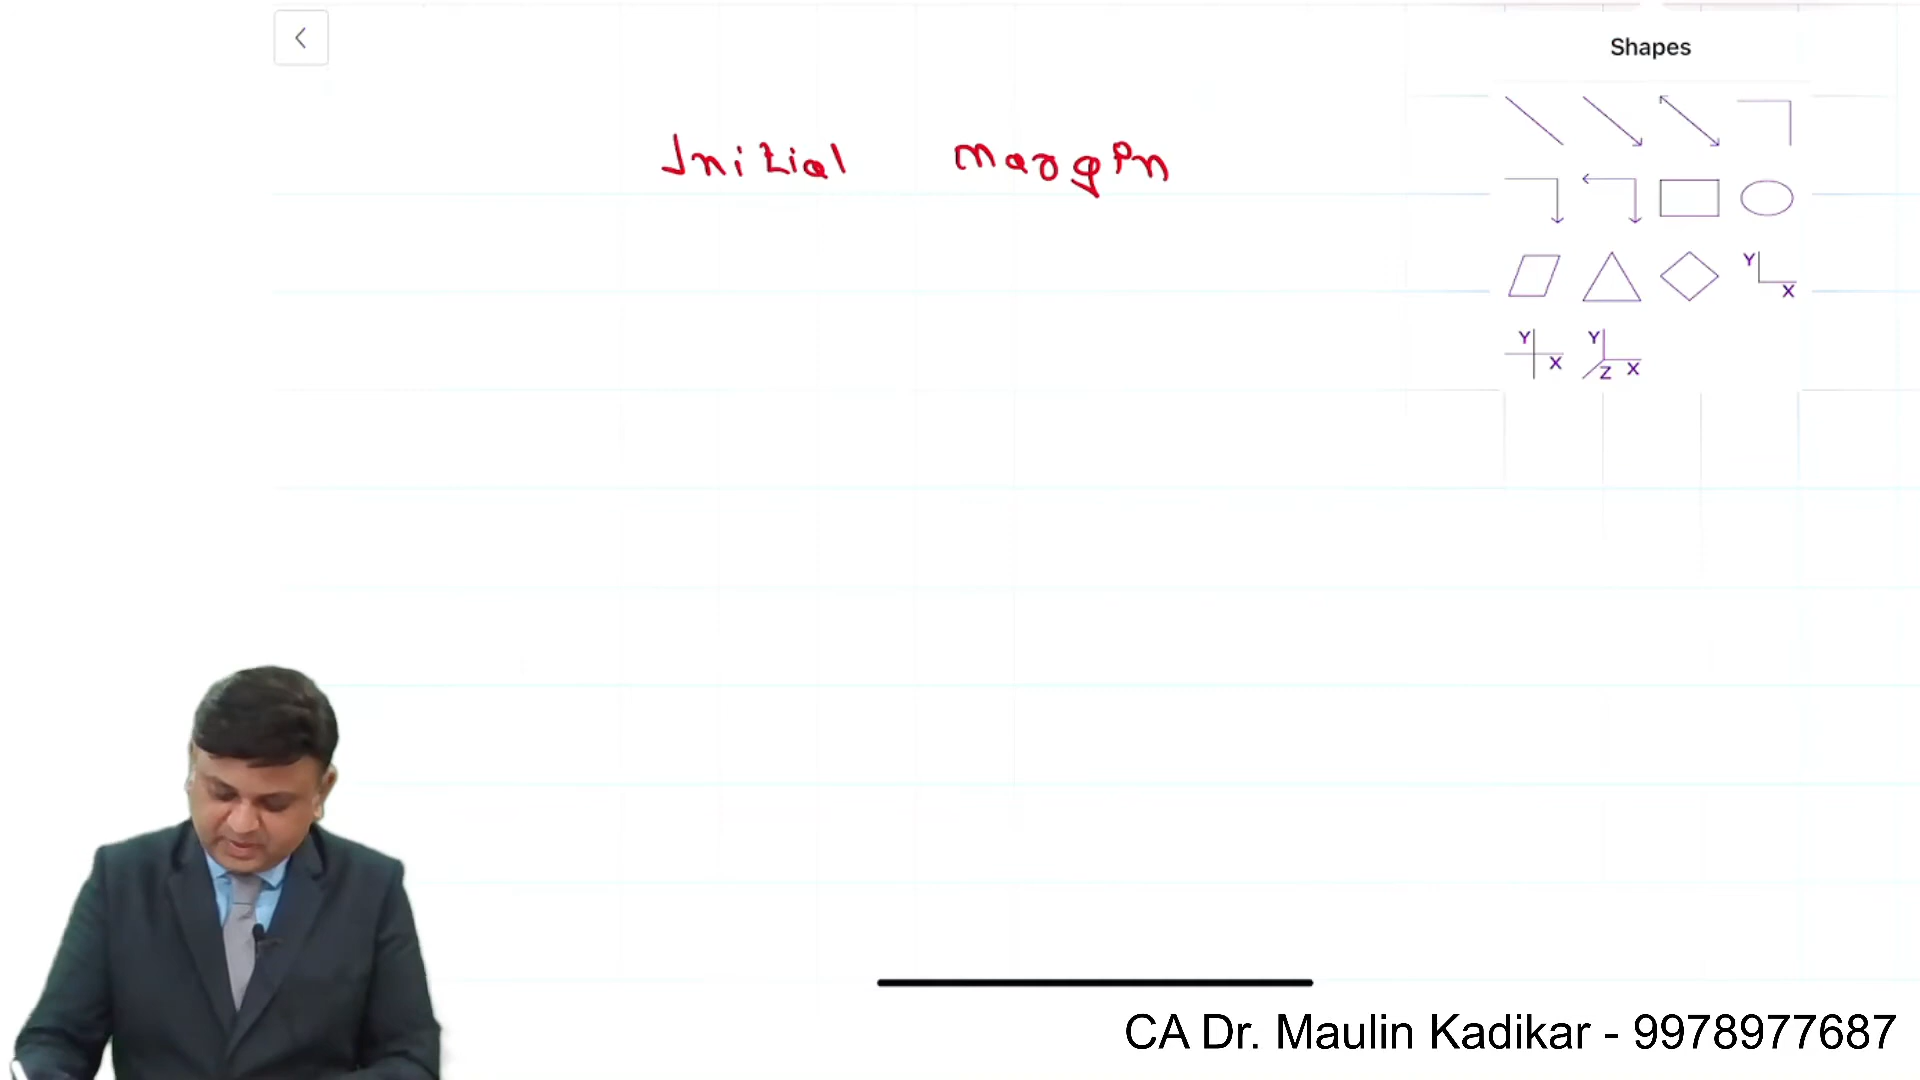 Shapes
Initial Margin
Y
X
Y
X
Y
Z X
CA Dr. Maulin Kadikar - 9978977687